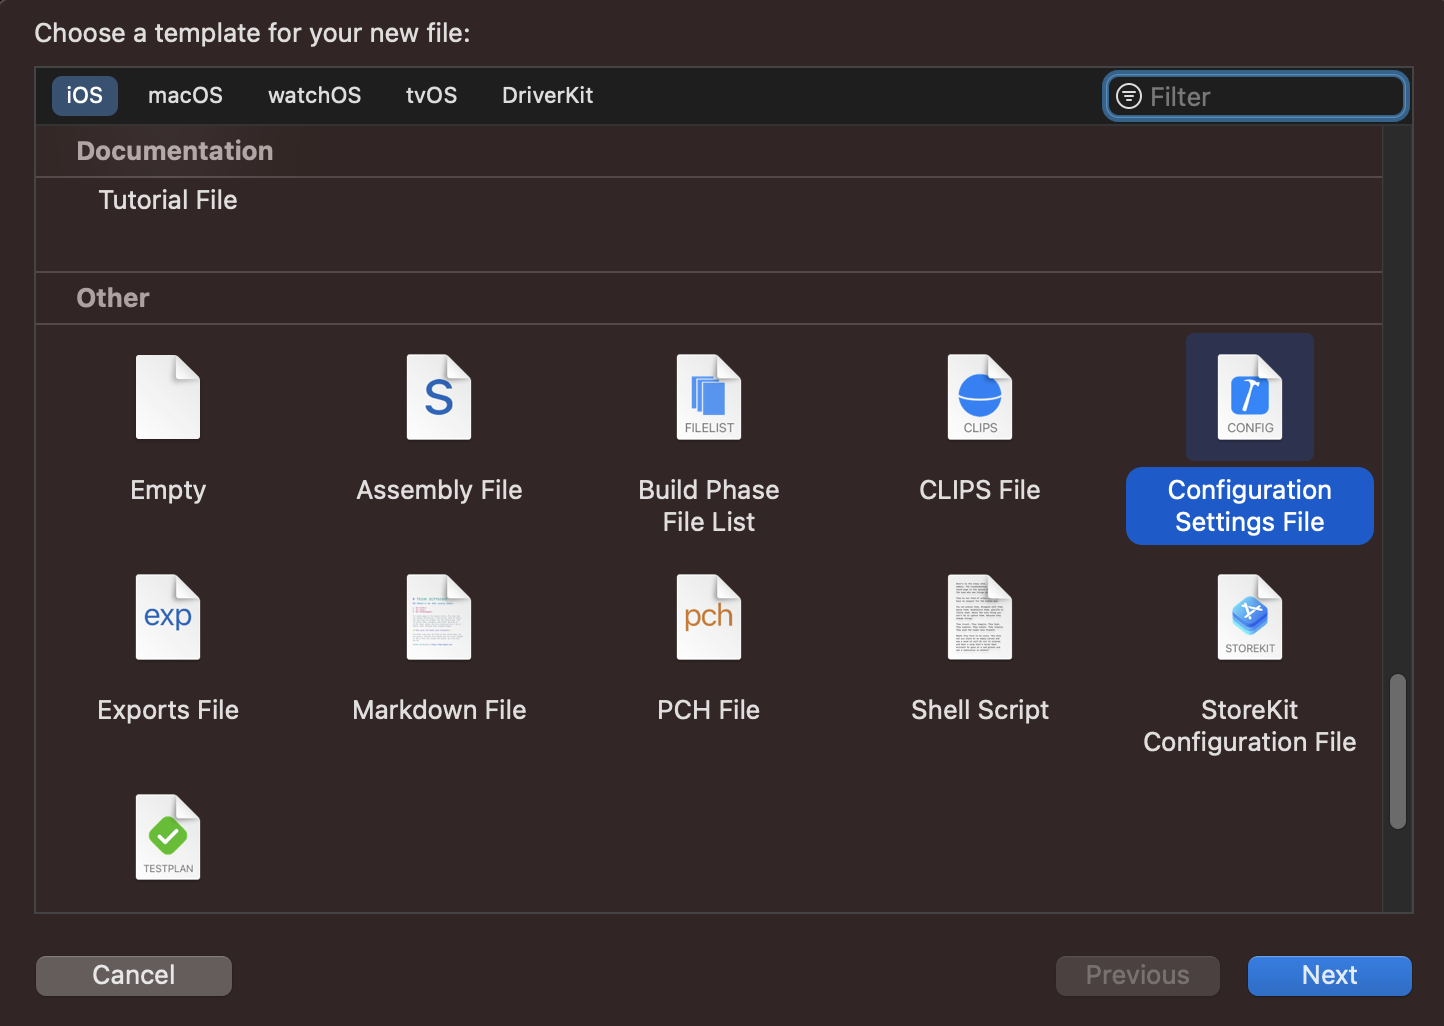 Choose a template for your new file:
iOS macOS watchOS tvOS DriverKit Filter
Documentation
Tutorial File
Other
S FILELIST CLIPS CONFIG
Empty Assembly File Build Phase File List CLIPS File Configuration Settings File
exp pch STOREKIT
Exports File Markdown File PCH File Shell Script StoreKit Configuration File
TESTPLAN
Cancel Previous Next